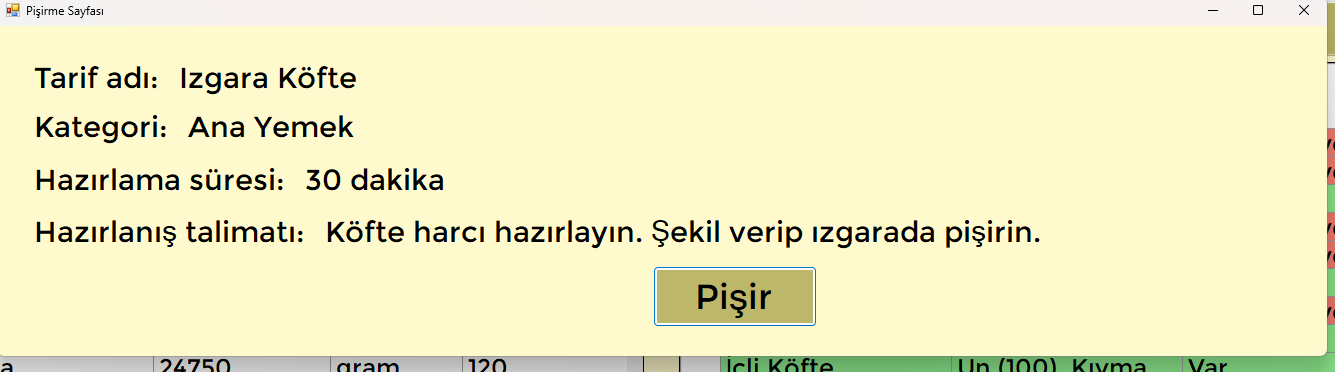 Pişirme Sayfası
Tarif adı: Izgara Köfte
Kategori: Ana Yemek
Hazırlama süresi: 30 dakika
Hazırlanış talimatı: Köfte harcı hazırlayın. Şekil verip ızgarada pişirin.
Pişir
a 24750 gram 120 İçli Köfte Un (100), Kıyma Var